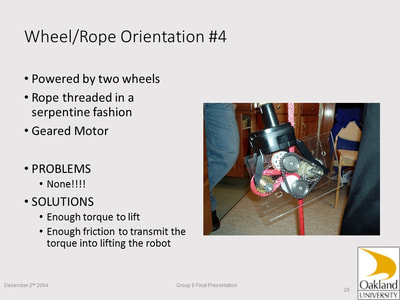 Wheel/Rope Orientation #4
• Powered by two wheels
• Rope threaded in a
serpentine fashion
• Geared Motor
• PROBLEMS
• None!!!!
• SOLUTIONS
• Enough torque to lift
• Enough friction to transmit the
torque into lifting the robot
December 2nd 2004
Group 8 Final Presentation
28
Oakland
UNIVERSITY